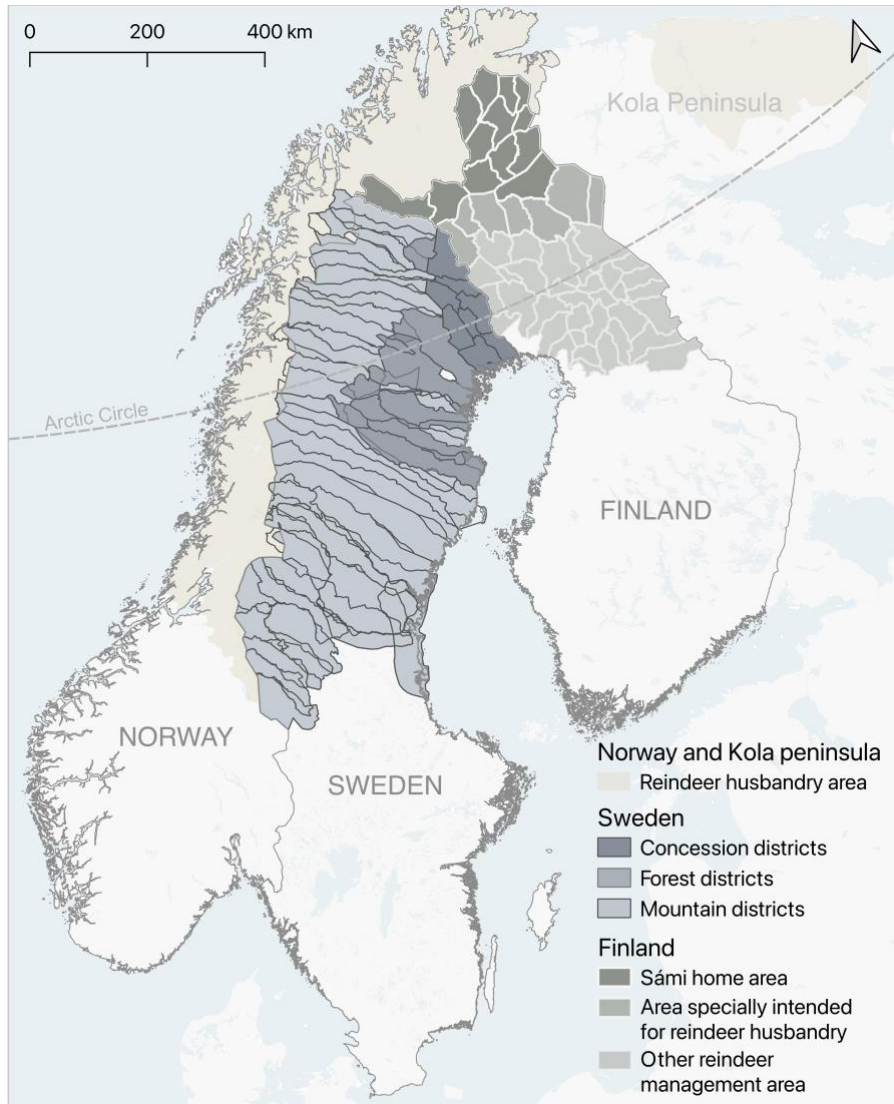 0 200 400 km
Kola Peninsula
Arctic Circle
FINLAND
NORWAY
SWEDEN
Norway and Kola peninsula
Reindeer husbandry area
Sweden
Concession districts
Forest districts
Mountain districts
Finland
Sámi home area
Area specially intended
for reindeer husbandry
Other reindeer
management area